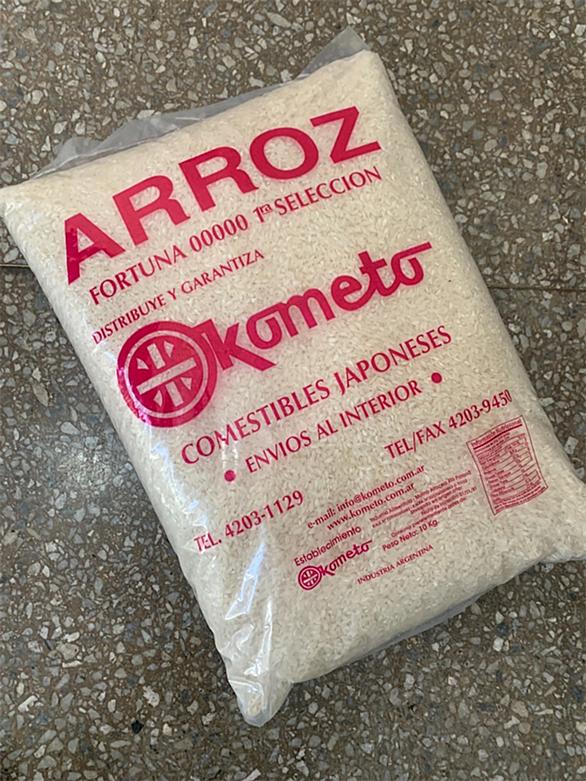 ARROZ
FORTUNA 00000 1ra SELECCION
DISTRIBUYE Y GARANTIZA
kometo
COMESTIBLES JAPONESES
• ENVIOS AL INTERIOR •
TEL/FAX 4203-9450
TEL. 4203-1129
e-mail: info@kometo.com.ar
www.kometo.com.ar
Establecimiento
kometo
Peso Neto: 10 Kg.
INDUSTRIA ARGENTINA